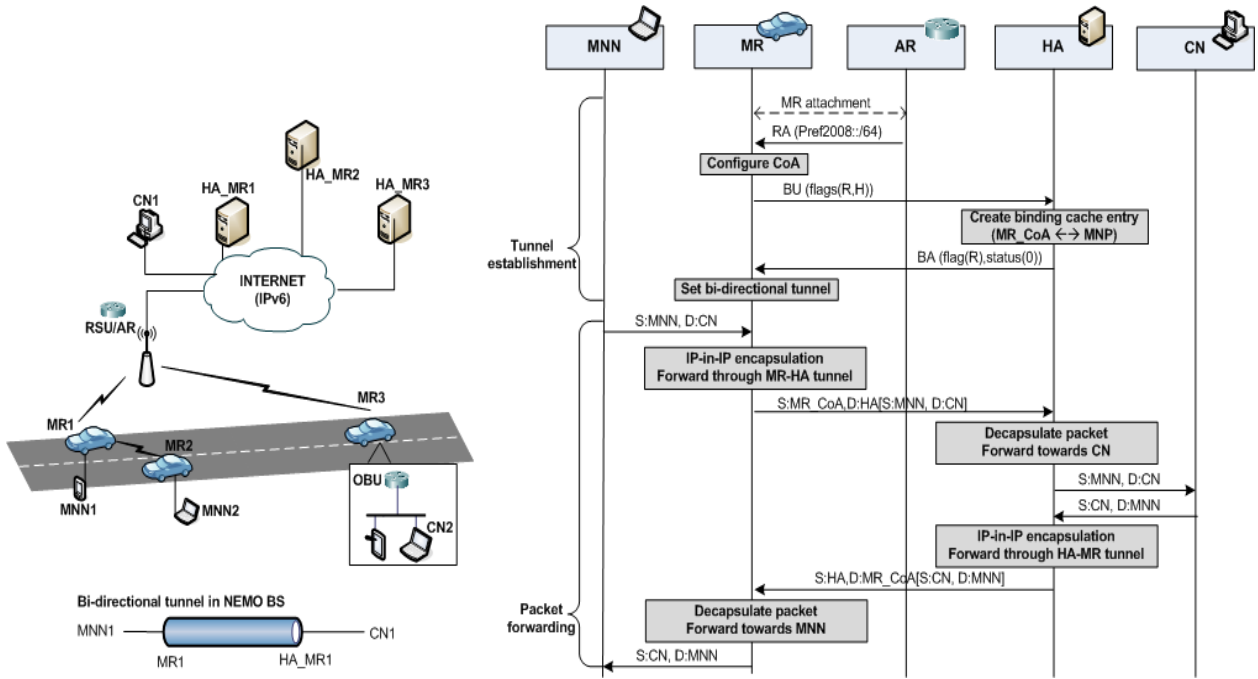 HA_MR2
HA_MR1
HA_MR3
CN1
INTERNET
(IPv6)
RSU/AR
MR3
MR1
MR2
MNN1
MNN2
OBU
CN2
Bi-directional tunnel in NEMO BS
MNN1
CN1
MR1
HA_MR1
MNN
MR
AR
HA
CN
Tunnel
establishment
MR attachment
RA (Pref2008::/64)
Configure CoA
BU (flags(R,H))
Create binding cache entry
(MR_CoA ←→ MNP)
BA (flag(R),status(0))
Set bi-directional tunnel
Packet
forwarding
S:MNN, D:CN
IP-in-IP encapsulation
Forward through MR-HA tunnel
S:MR_CoA,D:HA[S:MNN, D:CN]
Decapsulate packet
Forward towards CN
S:MNN, D:CN
S:CN, D:MNN
IP-in-IP encapsulation
Forward through HA-MR tunnel
S:HA,D:MR_CoA[S:CN, D:MNN]
Decapsulate packet
Forward towards MNN
S:CN, D:MNN